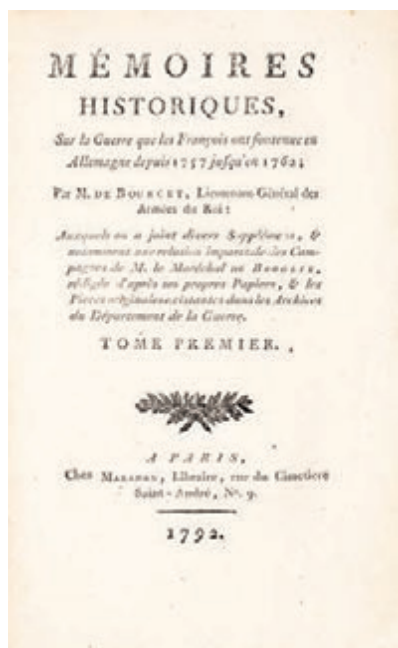 MÉMOIRES
HISTORIQUES,
Sur la Guerre que les François ont soutenue en
Allemagne depuis 1757 jusqu'en 1762 ;
Par M. DE BOURCET, Lieutenant-Général des
Armées du Roi :
Auxquels on a joint divers Supplémens, &
notamment une relation impartiale des Cam-
pagnes de M. le Maréchal DE BROGLIE,
rédigée d'après ses propres Papiers, & les
Pieces originales existantes dans les Archives
du Département de la Guerre.
TOME PREMIER.
A PARIS,
Chez MARADAN, Libraire, rue du Cimetiere
Saint-André, No. 9.
1792.